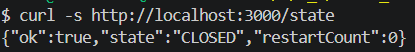 $ curl -s http://localhost:3000/state
{"ok":true,"state":"CLOSED","restartCount":0}